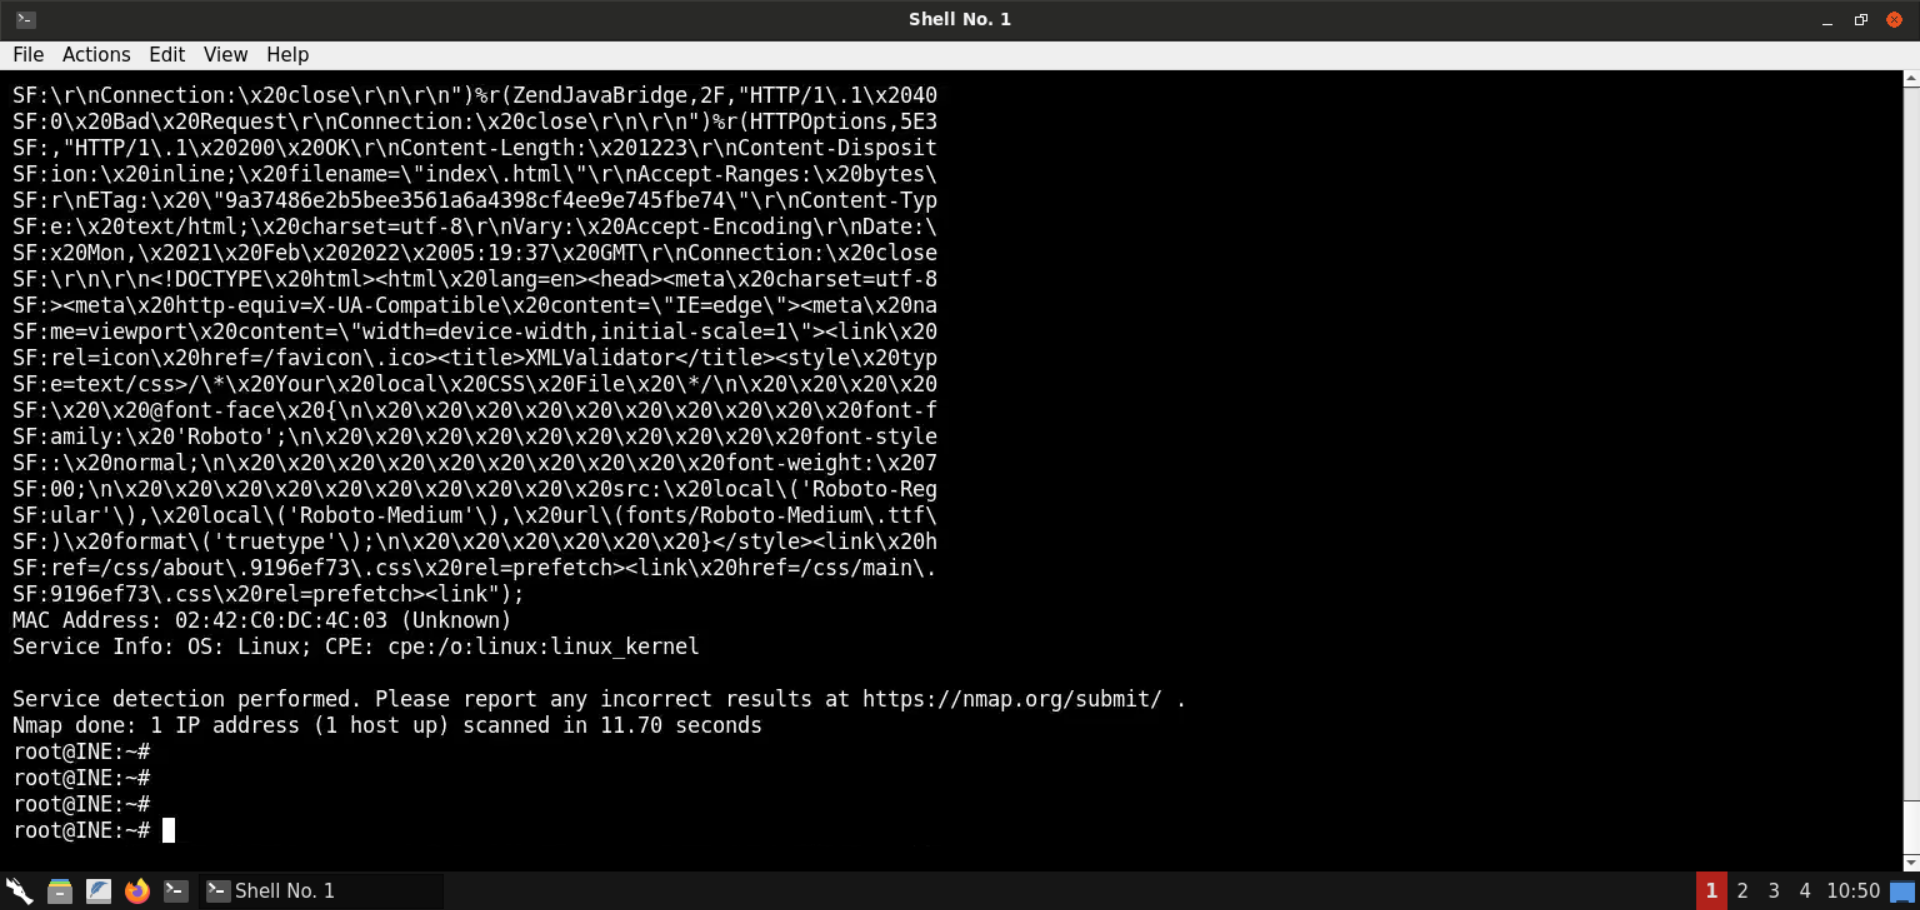 Shell No. 1
File Actions Edit View Help
SF:\r\nConnection:\x20close\r\n\r\n")%r(ZendJavaBridge,2F,"HTTP/1\.1\x2040
SF:0\x20Bad\x20Request\r\nConnection:\x20close\r\n\r\n")%r(HTTPOptions,5E3
SF:,"HTTP/1\.1\x20200\x20OK\r\nContent-Length:\x201223\r\nContent-Disposit
SF:ion:\x20inline;\x20filename=\"index\.html\"\r\nAccept-Ranges:\x20bytes\
SF:r\nETag:\x20\"9a37486e2b5bee3561a6a4398cf4ee9e745fbe74\"\r\nContent-Typ
SF:e:\x20text/html;\x20charset=utf-8\r\nVary:\x20Accept-Encoding\r\nDate:\
SF:x20Mon,\x2021\x20Feb\x202022\x2005:19:37\x20GMT\r\nConnection:\x20close
SF:\r\n\r\n<!DOCTYPE\x20html><html\x20lang=en><head><meta\x20charset=utf-8
SF:><meta\x20http-equiv=X-UA-Compatible\x20content=\"IE=edge\"><meta\x20na
SF:me=viewport\x20content=\"width=device-width,initial-scale=1\"><link\x20
SF:rel=icon\x20href=/favicon\.ico><title>XMLValidator</title><style\x20typ
SF:e=text/css>/\*\x20Your\x20local\x20CSS\x20File\x20\*/\n\x20\x20\x20\x20
SF:\x20\x20@font-face\x20{\n\x20\x20\x20\x20\x20\x20\x20\x20\x20\x20font-f
SF:amily:\x20'Roboto';\n\x20\x20\x20\x20\x20\x20\x20\x20\x20\x20font-style
SF::\x20normal;\n\x20\x20\x20\x20\x20\x20\x20\x20\x20\x20font-weight:\x207
SF:00;\n\x20\x20\x20\x20\x20\x20\x20\x20\x20\x20src:\x20local\('Roboto-Reg
SF:ular'\),\x20local\('Roboto-Medium'\),\x20url\(fonts/Roboto-Medium\.ttf\
SF:)\x20format\('truetype'\);\n\x20\x20\x20\x20\x20\x20}</style><link\x20h
SF:ref=/css/about\.9196ef73\.css\x20rel=prefetch><link\x20href=/css/main\.
SF:9196ef73\.css\x20rel=prefetch><link");
MAC Address: 02:42:C0:DC:4C:03 (Unknown)
Service Info: OS: Linux; CPE: cpe:/o:linux:linux_kernel
Service detection performed. Please report any incorrect results at https://nmap.org/submit/ .
Nmap done: 1 IP address (1 host up) scanned in 11.70 seconds
root@INE:~#
root@INE:~#
root@INE:~#
root@INE:~#
Shell No. 1
1 2 3 4 10:50